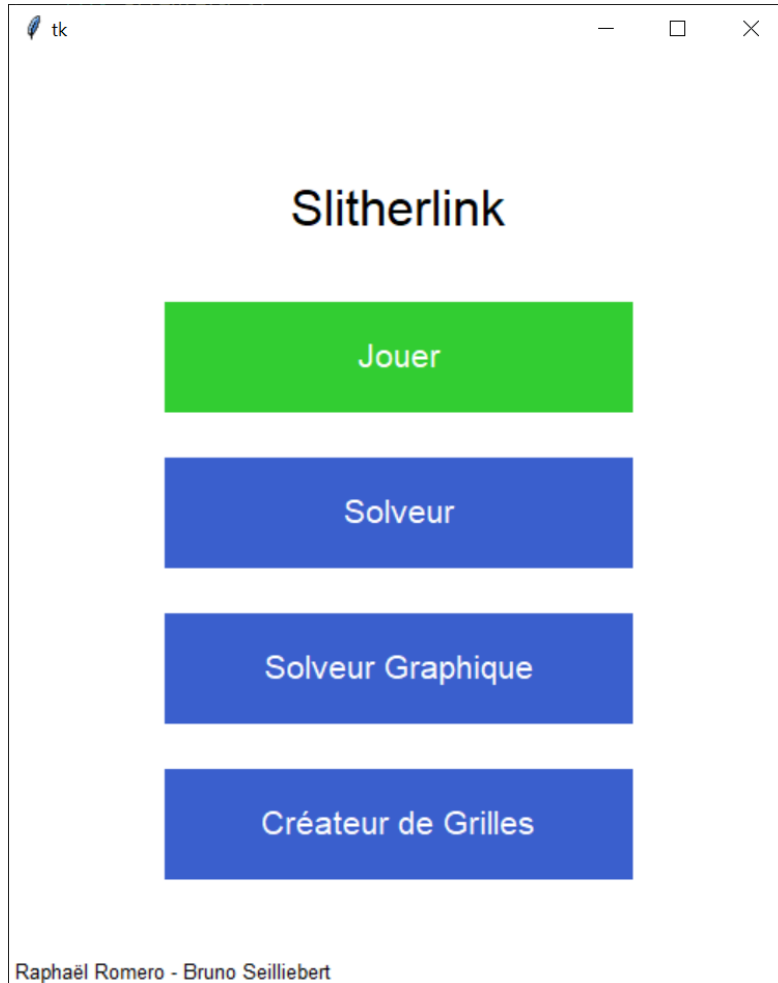 tk
Slitherlink
Jouer
Solveur
Solveur Graphique
Créateur de Grilles
Raphaël Romero - Bruno Seilliebert